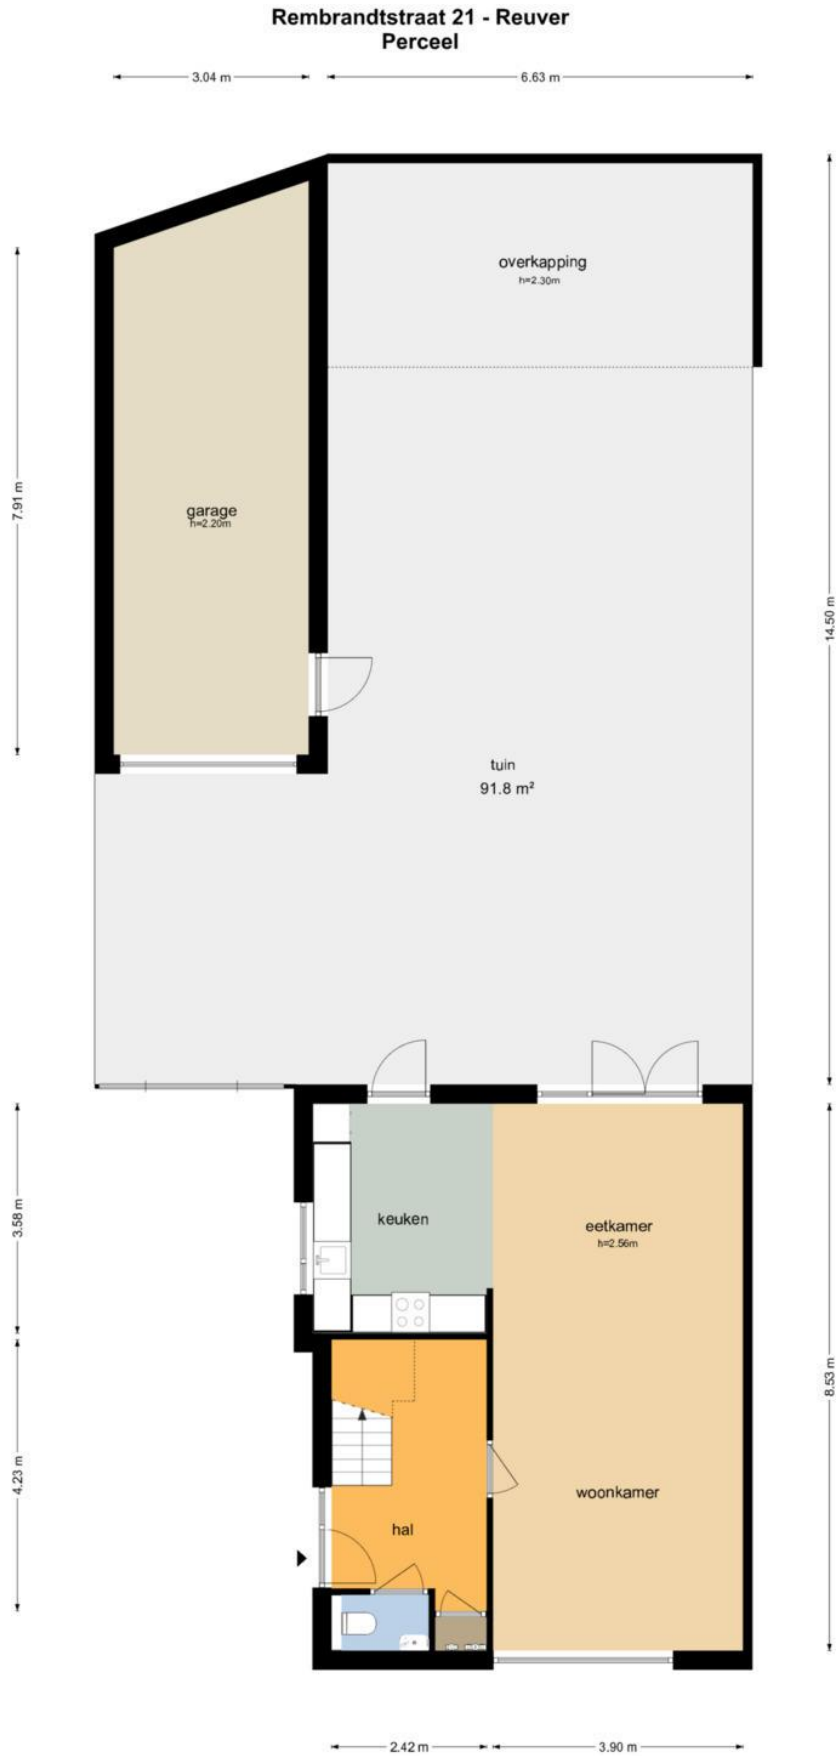 Rembrandtstraat 21 - Reuver
Perceel
3.04 m
6.63 m
overkapping
h=2.30m
7.91 m
garage
h=2.20m
14.50 m
tuin
91.8 m²
3.58 m
keuken
eetkamer
h=2.56m
8.53 m
4.23 m
woonkamer
hal
2.42 m
3.90 m